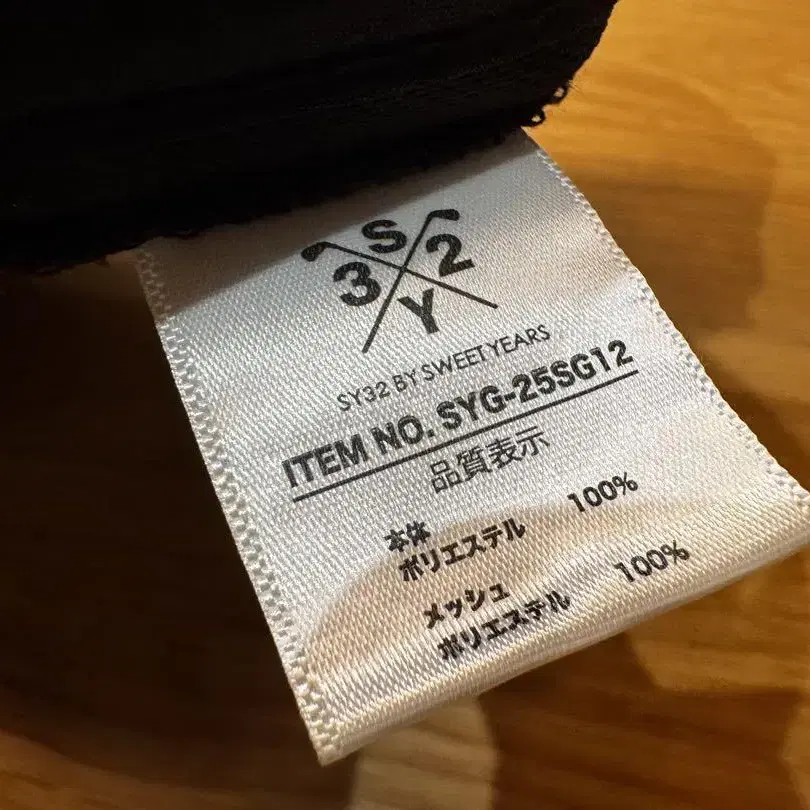 S
3 2
Y
SY32 BY SWEET YEARS
ITEM NO. SYG-25SG12
品質表示
本体
ポリエステル 100%
メッシュ
ポリエステル 100%